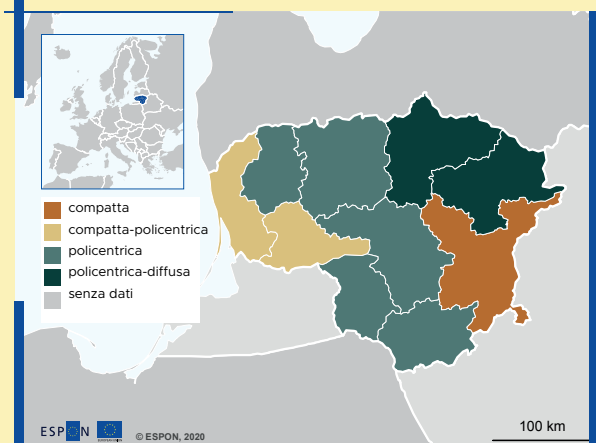 compatta
compatta-policentrica
policentrica
policentrica-diffusa
senza dati
ESPON
© ESPON, 2020
100 km